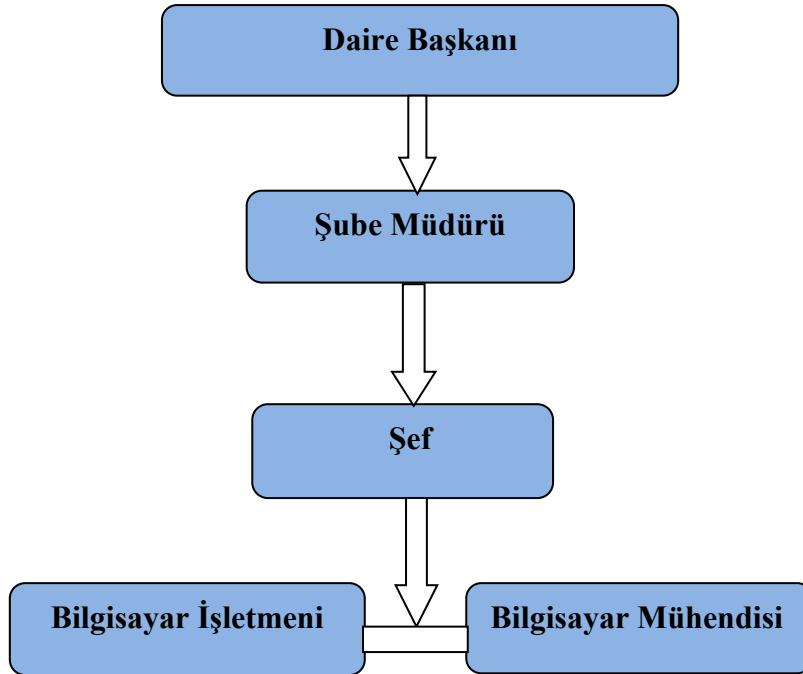 Daire Başkanı
Şube Müdürü
Şef
Bilgisayar İşletmeni
Bilgisayar Mühendisi